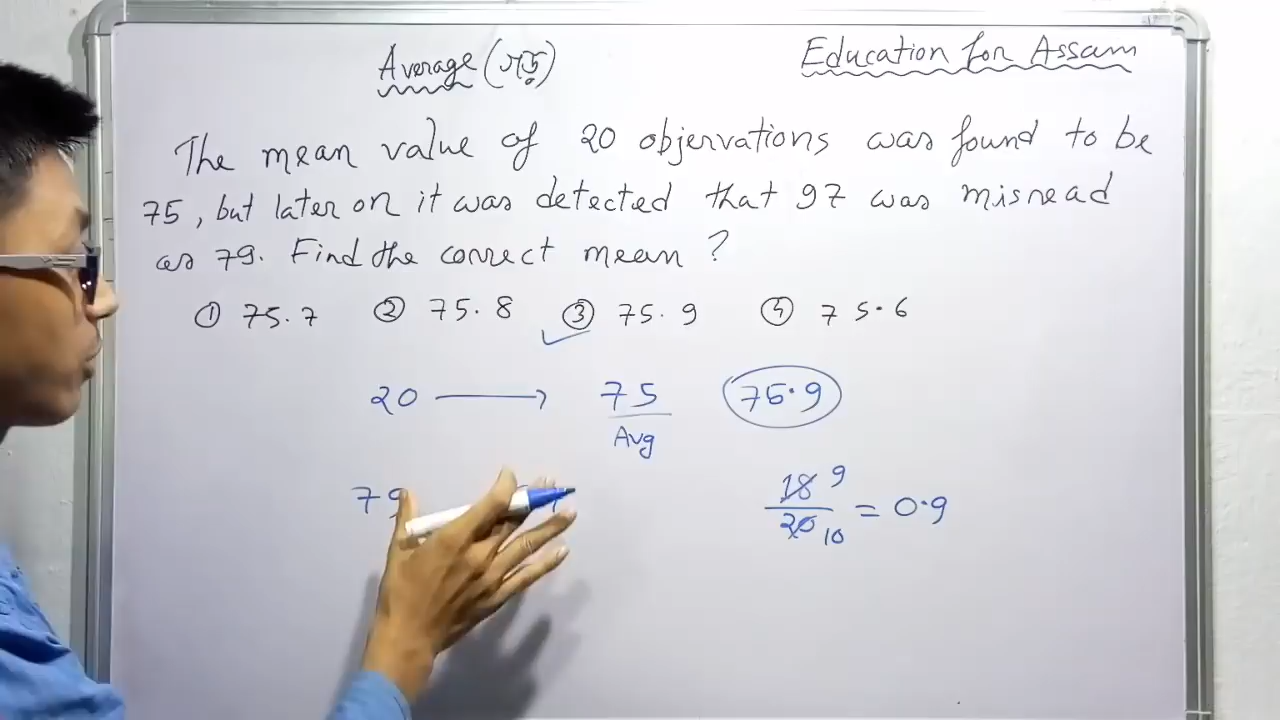 Average (গড়)
Education for Assam
The mean value of 20 objervations was found to be
75, but later on it was detected that 97 was misread
as 79. Find the correct mean ?
① 75.7 ② 75.8 ③ 75.9 ④ 75.6
20 → 75 75.9
Avg
79
18 9
20 10 = 0.9